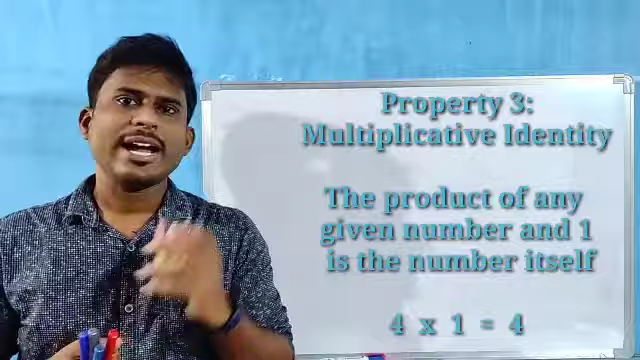 Property 3:
Multiplicative Identity
The product of any
given number and 1
is the number itself
4 x 1 = 4